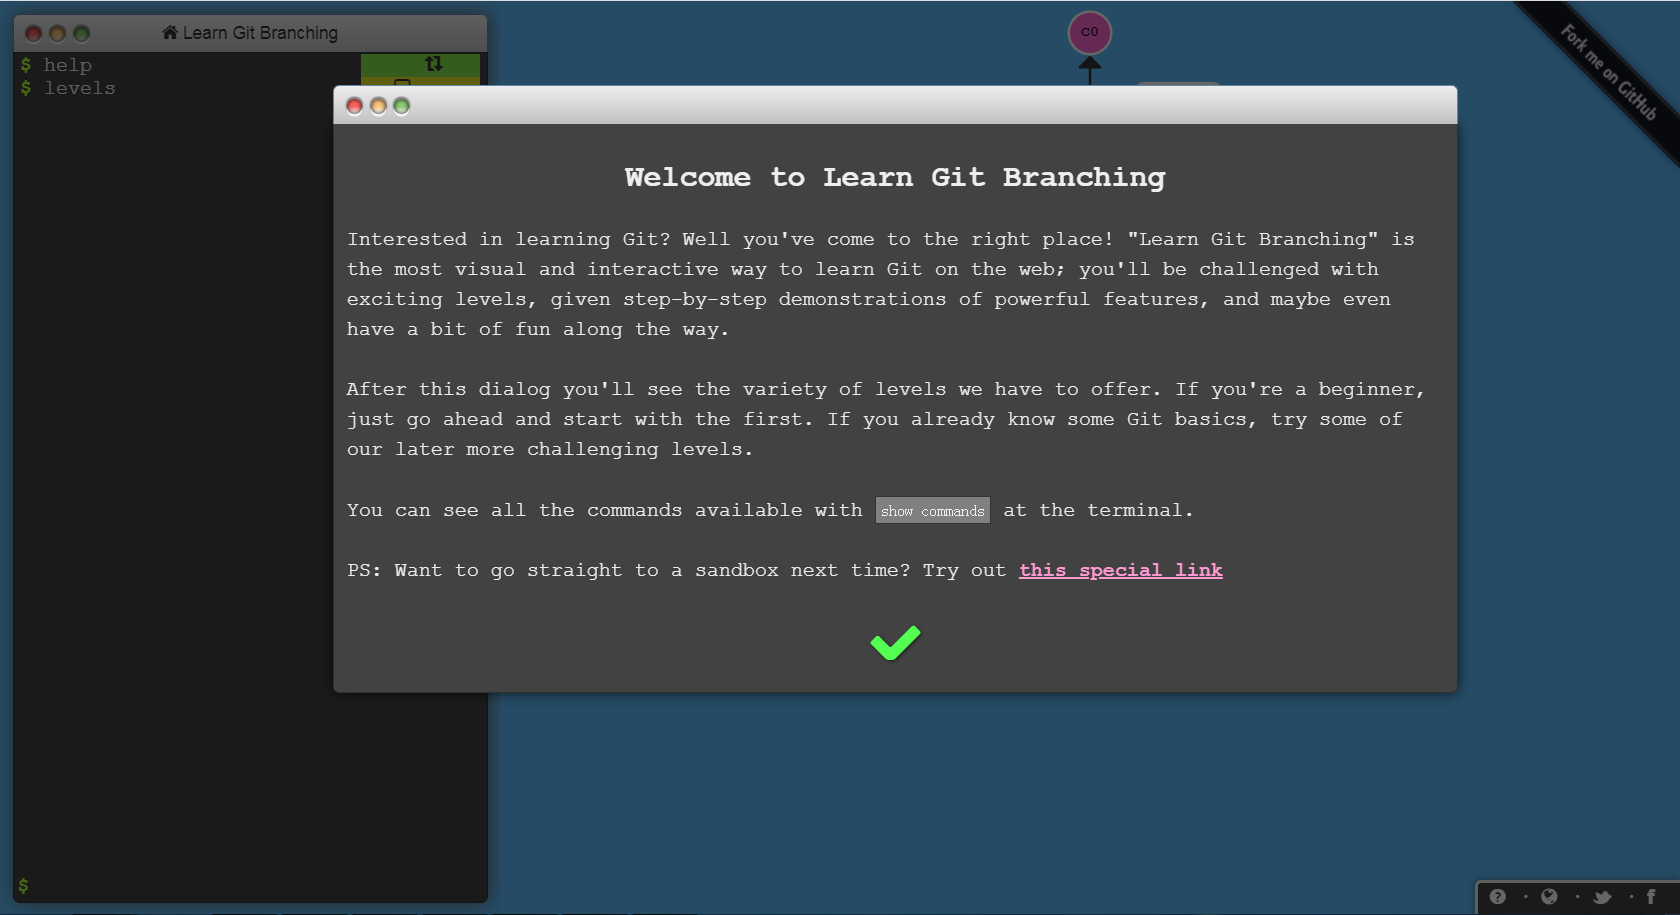 Learn Git Branching
$ help
$ levels
C0
Fork me on GitHub
Welcome to Learn Git Branching
Interested in learning Git? Well you've come to the right place! "Learn Git Branching" is
the most visual and interactive way to learn Git on the web; you'll be challenged with
exciting levels, given step-by-step demonstrations of powerful features, and maybe even
have a bit of fun along the way.
After this dialog you'll see the variety of levels we have to offer. If you're a beginner,
just go ahead and start with the first. If you already know some Git basics, try some of
our later more challenging levels.
You can see all the commands available with show commands at the terminal.
PS: Want to go straight to a sandbox next time? Try out this special link
$